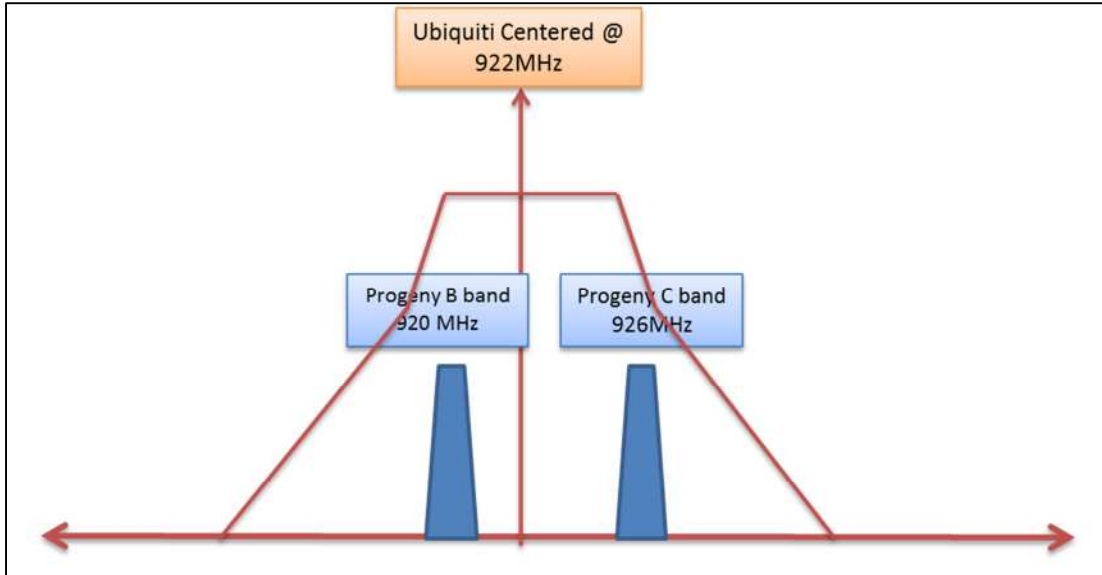 Ubiquiti Centered @
922MHz
Progeny B band
920 MHz
Progeny C band
926MHz